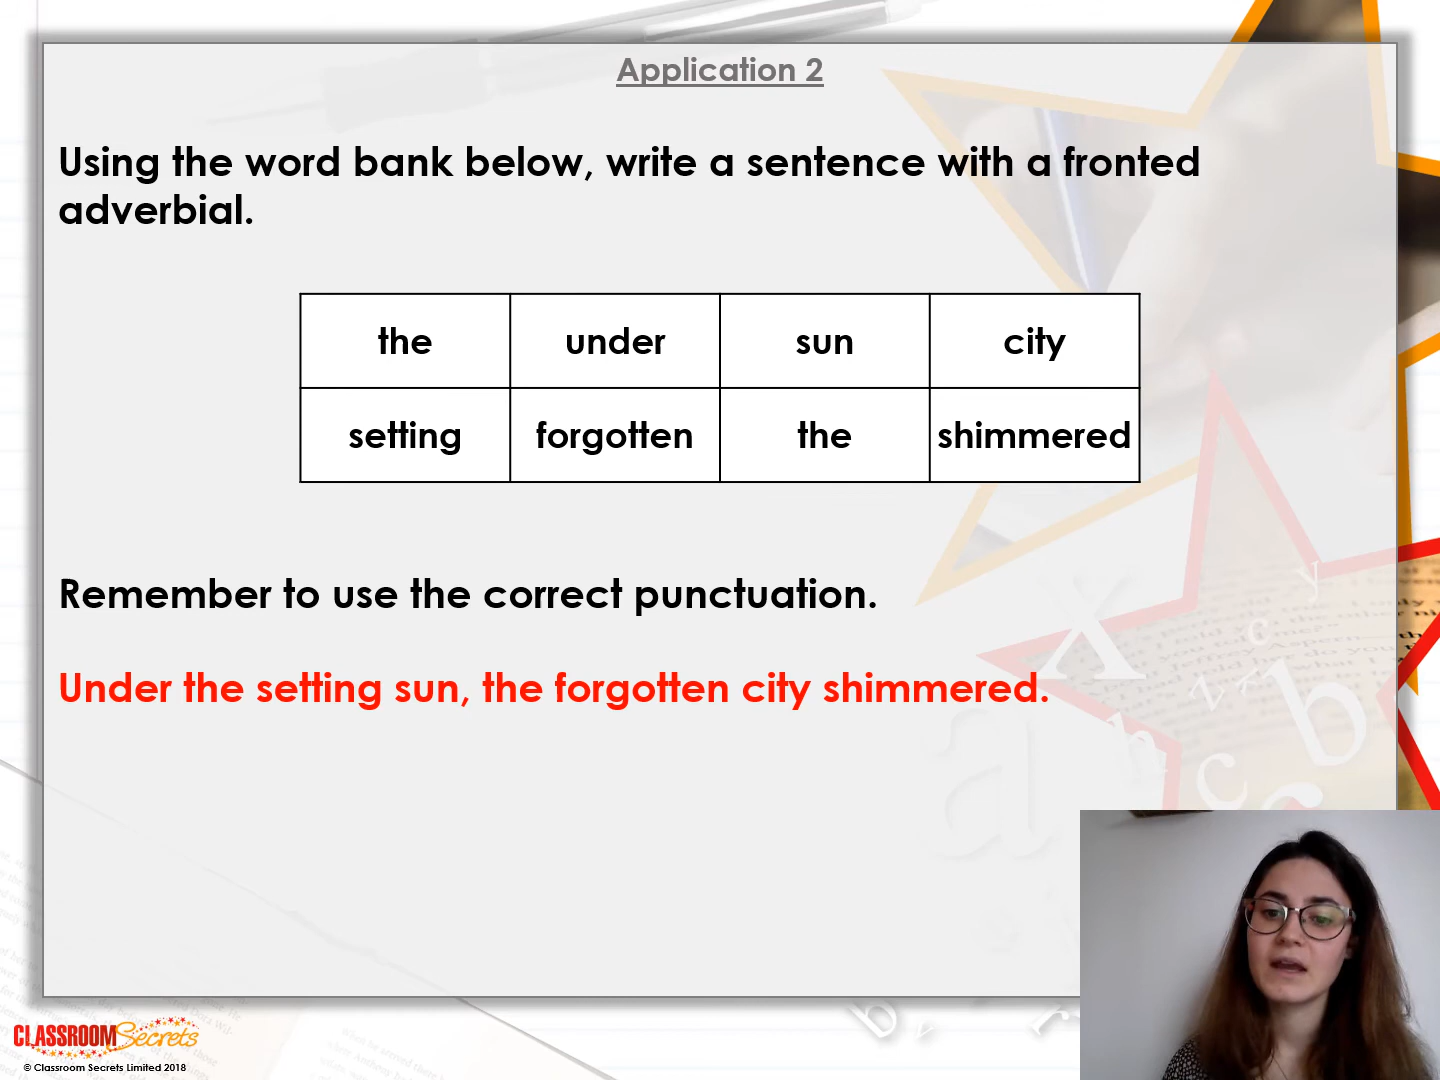 Application 2
Using the word bank below, write a sentence with a fronted
adverbial.
the under sun city
setting forgotten the shimmered
Remember to use the correct punctuation.
Under the setting sun, the forgotten city shimmered.
CLASSROOM Secrets
© Classroom Secrets Limited 2018